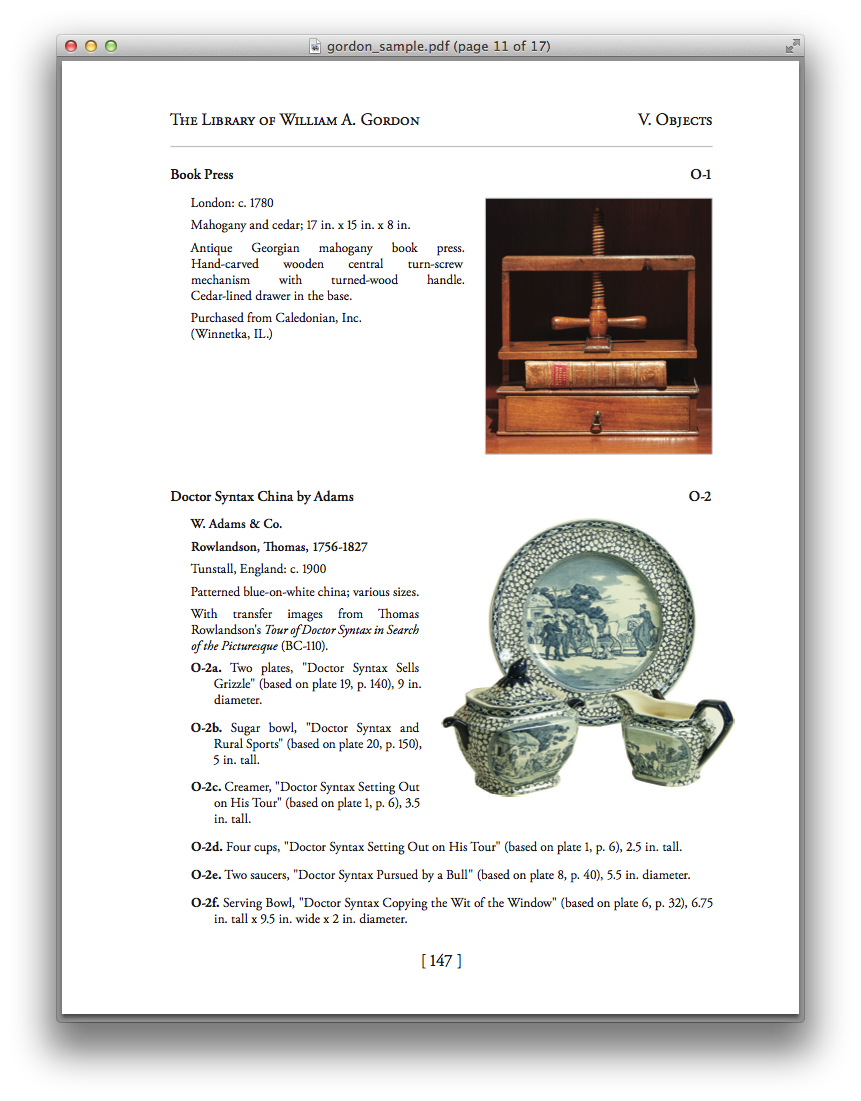 gordon_sample.pdf (page 11 of 17)
The Library of William A. Gordon V. Objects
Book Press O-1
London: c. 1780
Mahogany and cedar; 17 in. x 15 in. x 8 in.
Antique Georgian mahogany book press.
Hand-carved wooden central turn-screw
mechanism with turned-wood handle.
Cedar-lined drawer in the base.
Purchased from Caledonian, Inc.
(Winnetka, IL.)
Doctor Syntax China by Adams O-2
W. Adams & Co.
Rowlandson, Thomas, 1756-1827
Tunstall, England: c. 1900
Patterned blue-on-white china; various sizes.
With transfer images from Thomas
Rowlandson's Tour of Doctor Syntax in Search
of the Picturesque (BC-110).
O-2a. Two plates, "Doctor Syntax Sells
Grizzle" (based on plate 19, p. 140), 9 in.
diameter.
O-2b. Sugar bowl, "Doctor Syntax and
Rural Sports" (based on plate 20, p. 150),
5 in. tall.
O-2c. Creamer, "Doctor Syntax Setting Out
on His Tour" (based on plate 1, p. 6), 3.5
in. tall.
O-2d. Four cups, "Doctor Syntax Setting Out on His Tour" (based on plate 1, p. 6), 2.5 in. tall.
O-2e. Two saucers, "Doctor Syntax Pursued by a Bull" (based on plate 8, p. 40), 5.5 in. diameter.
O-2f. Serving Bowl, "Doctor Syntax Copying the Wit of the Window" (based on plate 6, p. 32), 6.75
in. tall x 9.5 in. wide x 2 in. diameter.
[ 147 ]